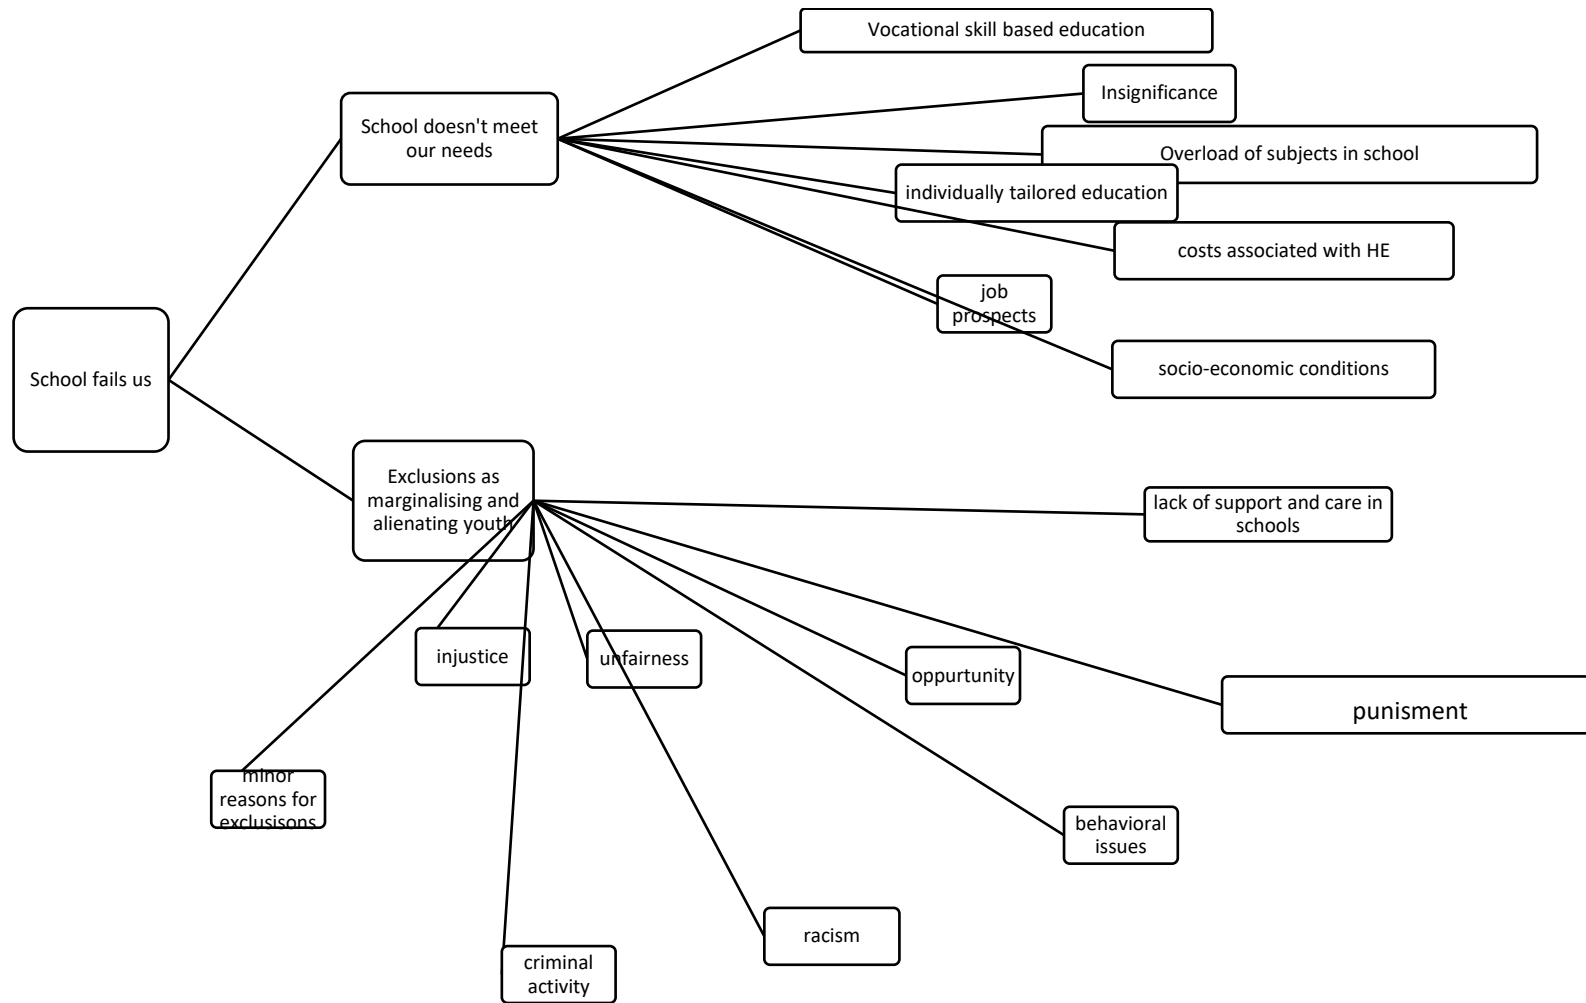 Vocational skill based education
Insignificance
School doesn't meet
our needs
Overload of subjects in school
individually tailored education
costs associated with HE
job
prospects
socio-economic conditions
School fails us
Exclusions as
marginalising and
alienating youth
lack of support and care in
schools
injustice
unfairness
oppurtunity
punisment
minor
reasons for
exclusisons
behavioral
issues
racism
criminal
activity